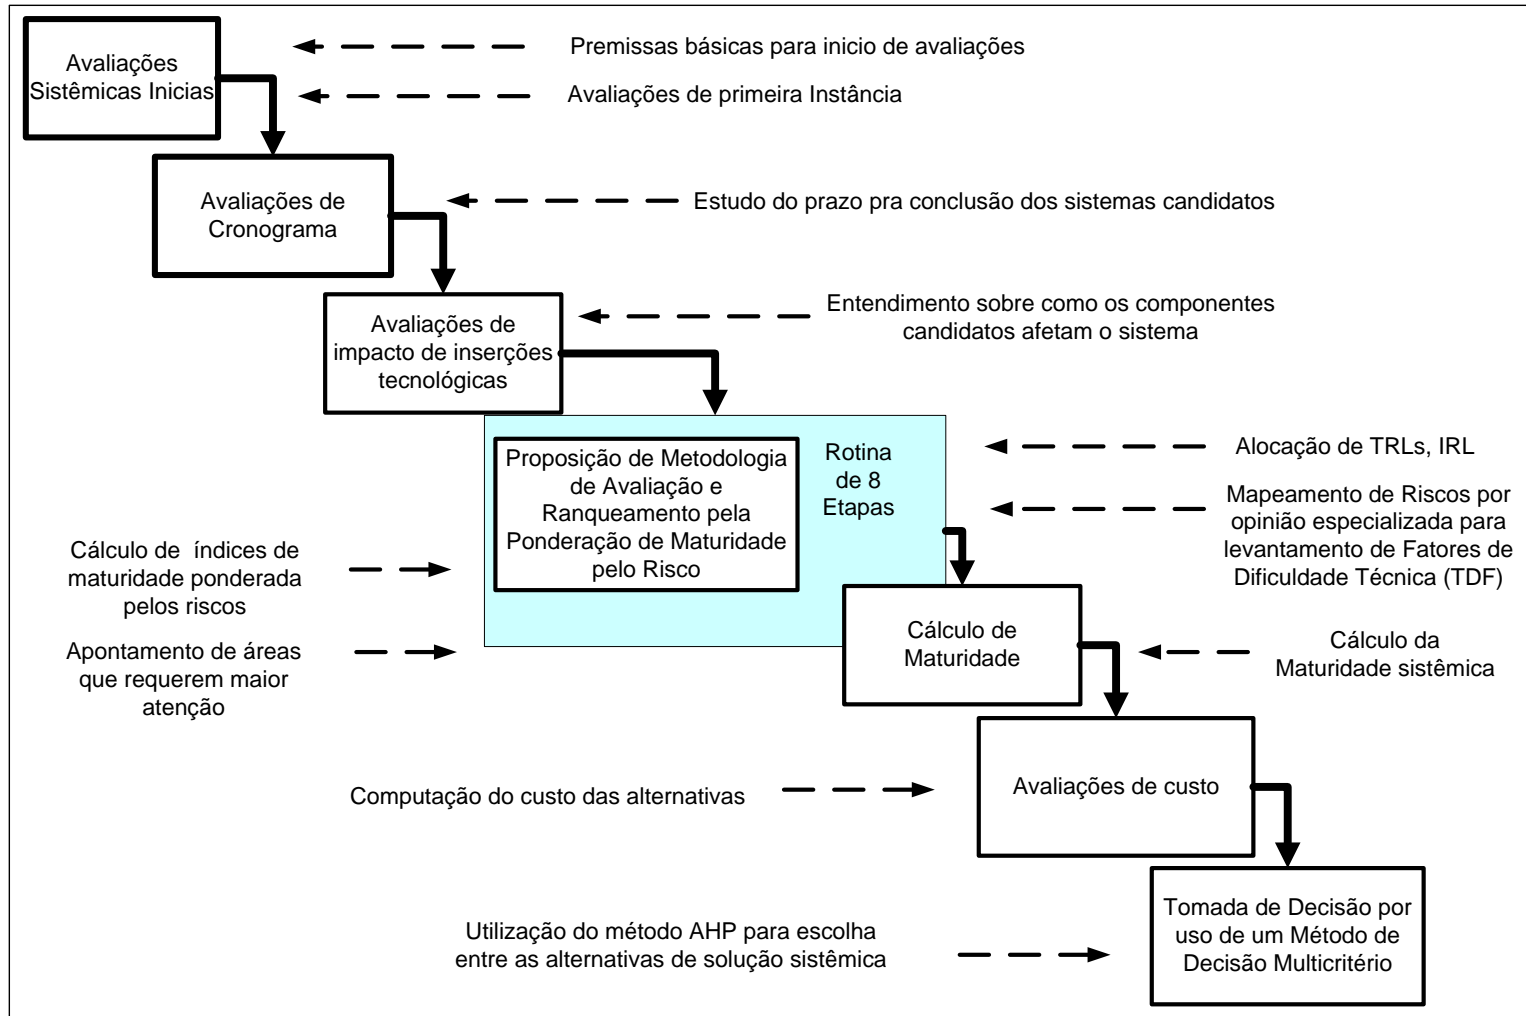 Avaliações
Sistêmicas Inicias
Premissas básicas para inicio de avaliações
Avaliações de primeira Instância
Avaliações de
Cronograma
Estudo do prazo pra conclusão dos sistemas candidatos
Avaliações de
impacto de inserções
tecnológicas
Entendimento sobre como os componentes
candidatos afetam o sistema
Proposição de Metodologia
de Avaliação e
Ranqueamento pela
Ponderação de Maturidade
pelo Risco
Rotina
de 8
Etapas
Alocação de TRLs, IRL
Mapeamento de Riscos por
opinião especializada para
levantamento de Fatores de
Dificuldade Técnica (TDF)
Cálculo de índices de
maturidade ponderada
pelos riscos
Apontamento de áreas
que requerem maior
atenção
Cálculo de
Maturidade
Cálculo da
Maturidade sistêmica
Computação do custo das alternativas
Avaliações de custo
Utilização do método AHP para escolha
entre as alternativas de solução sistêmica
Tomada de Decisão por
uso de um Método de
Decisão Multicritério